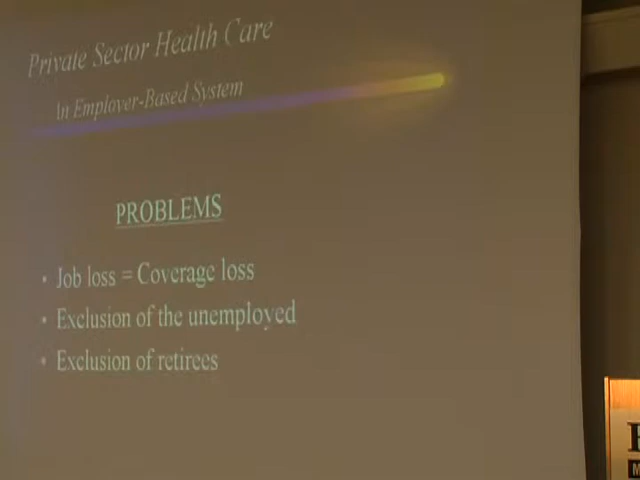 Private Sector Health Care
in Employer-Based System
PROBLEMS
• Job loss = Coverage loss
• Exclusion of the unemployed
• Exclusion of retirees